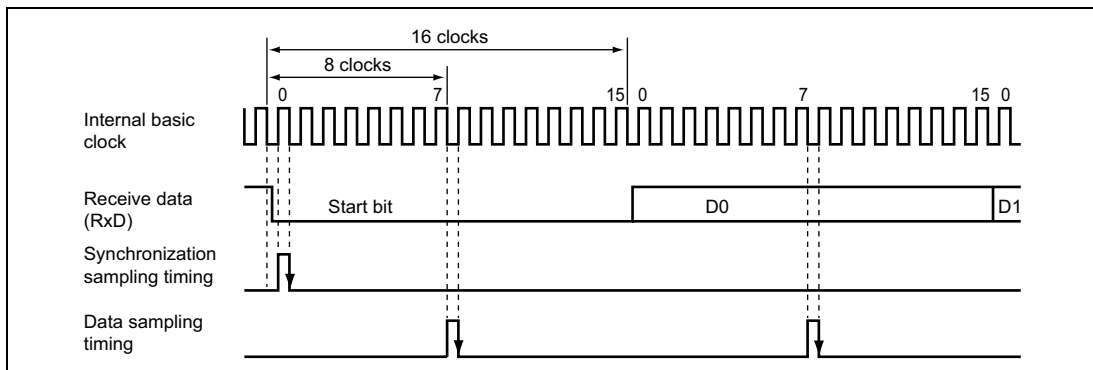 16 clocks
8 clocks
0 7 15 0 7 15 0
Internal basic
clock
Receive data
(RxD)
Start bit D0 D1
Synchronization
sampling timing
Data sampling
timing